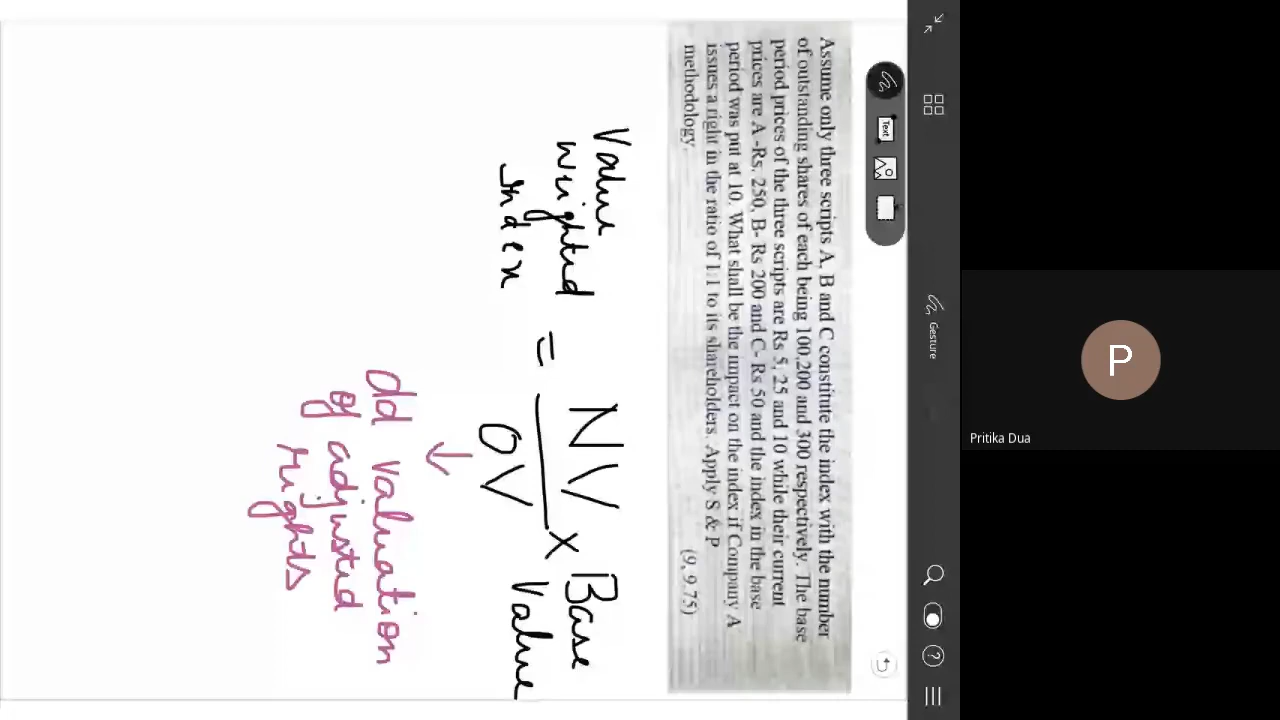 Assume only three scripts A, B and C constitute the index with the number
of outstanding shares of each being 100,200 and 300 respectively. The base
period prices of the three scripts are Rs 5, 25 and 10 while their current
prices are A -Rs. 250, B- Rs 200 and C- Rs 50 and the index in the base
period was put at 10. What shall be the impact on the index if Company A
issues a right in the ratio of 1:1 to its shareholders. Apply S & P
methodology.
(9, 9.75)
Value
wrighted
Index
=
NV
OV
×
Base
Value
↓
Old valuation
of adjusted
rights
Text
Gesture
?
P
Pritika Dua